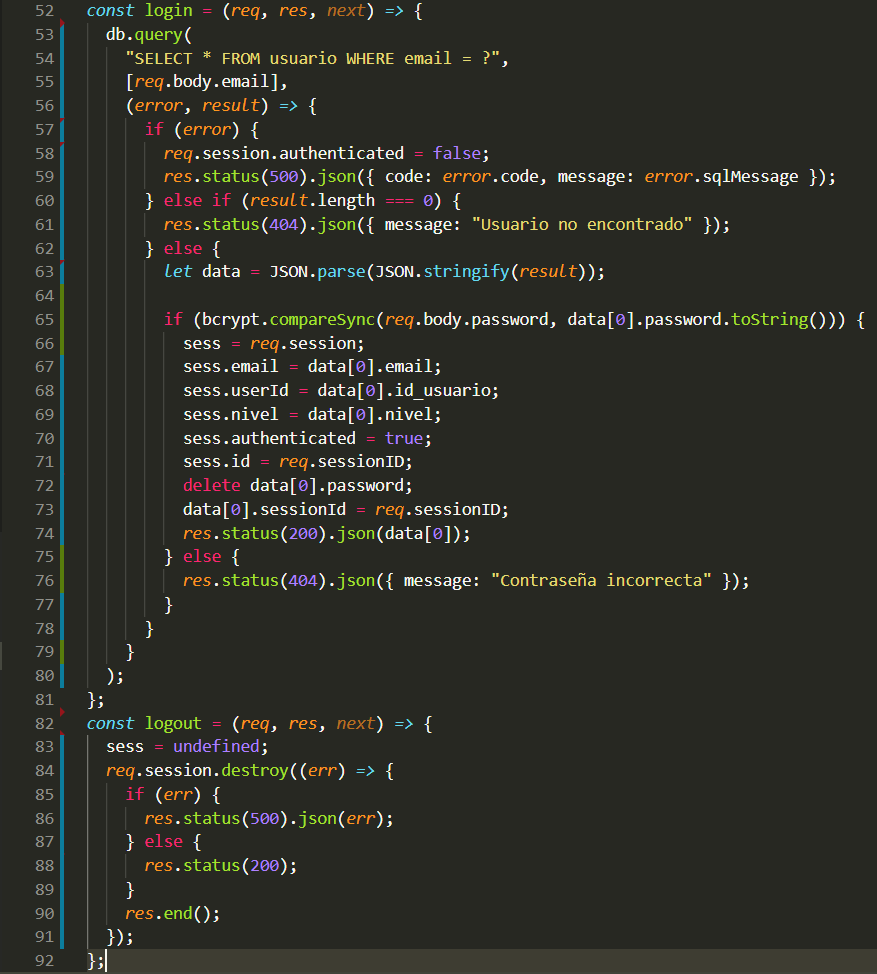 52 const login = (req, res, next) => {
53   db.query(
54     "SELECT * FROM usuario WHERE email = ?",
55     [req.body.email],
56     (error, result) => {
57       if (error) {
58         req.session.authenticated = false;
59         res.status(500).json({ code: error.code, message: error.sqlMessage });
60       } else if (result.length === 0) {
61         res.status(404).json({ message: "Usuario no encontrado" });
62       } else {
63         let data = JSON.parse(JSON.stringify(result));
64
65         if (bcrypt.compareSync(req.body.password, data[0].password.toString())) {
66           sess = req.session;
67           sess.email = data[0].email;
68           sess.userId = data[0].id_usuario;
69           sess.nivel = data[0].nivel;
70           sess.authenticated = true;
71           sess.id = req.sessionID;
72           delete data[0].password;
73           data[0].sessionId = req.sessionID;
74           res.status(200).json(data[0]);
75         } else {
76           res.status(404).json({ message: "Contraseña incorrecta" });
77         }
78       }
79     }
80   );
81 };
82 const logout = (req, res, next) => {
83   sess = undefined;
84   req.session.destroy((err) => {
85     if (err) {
86       res.status(500).json(err);
87     } else {
88       res.status(200);
89     }
90     res.end();
91   });
92 };